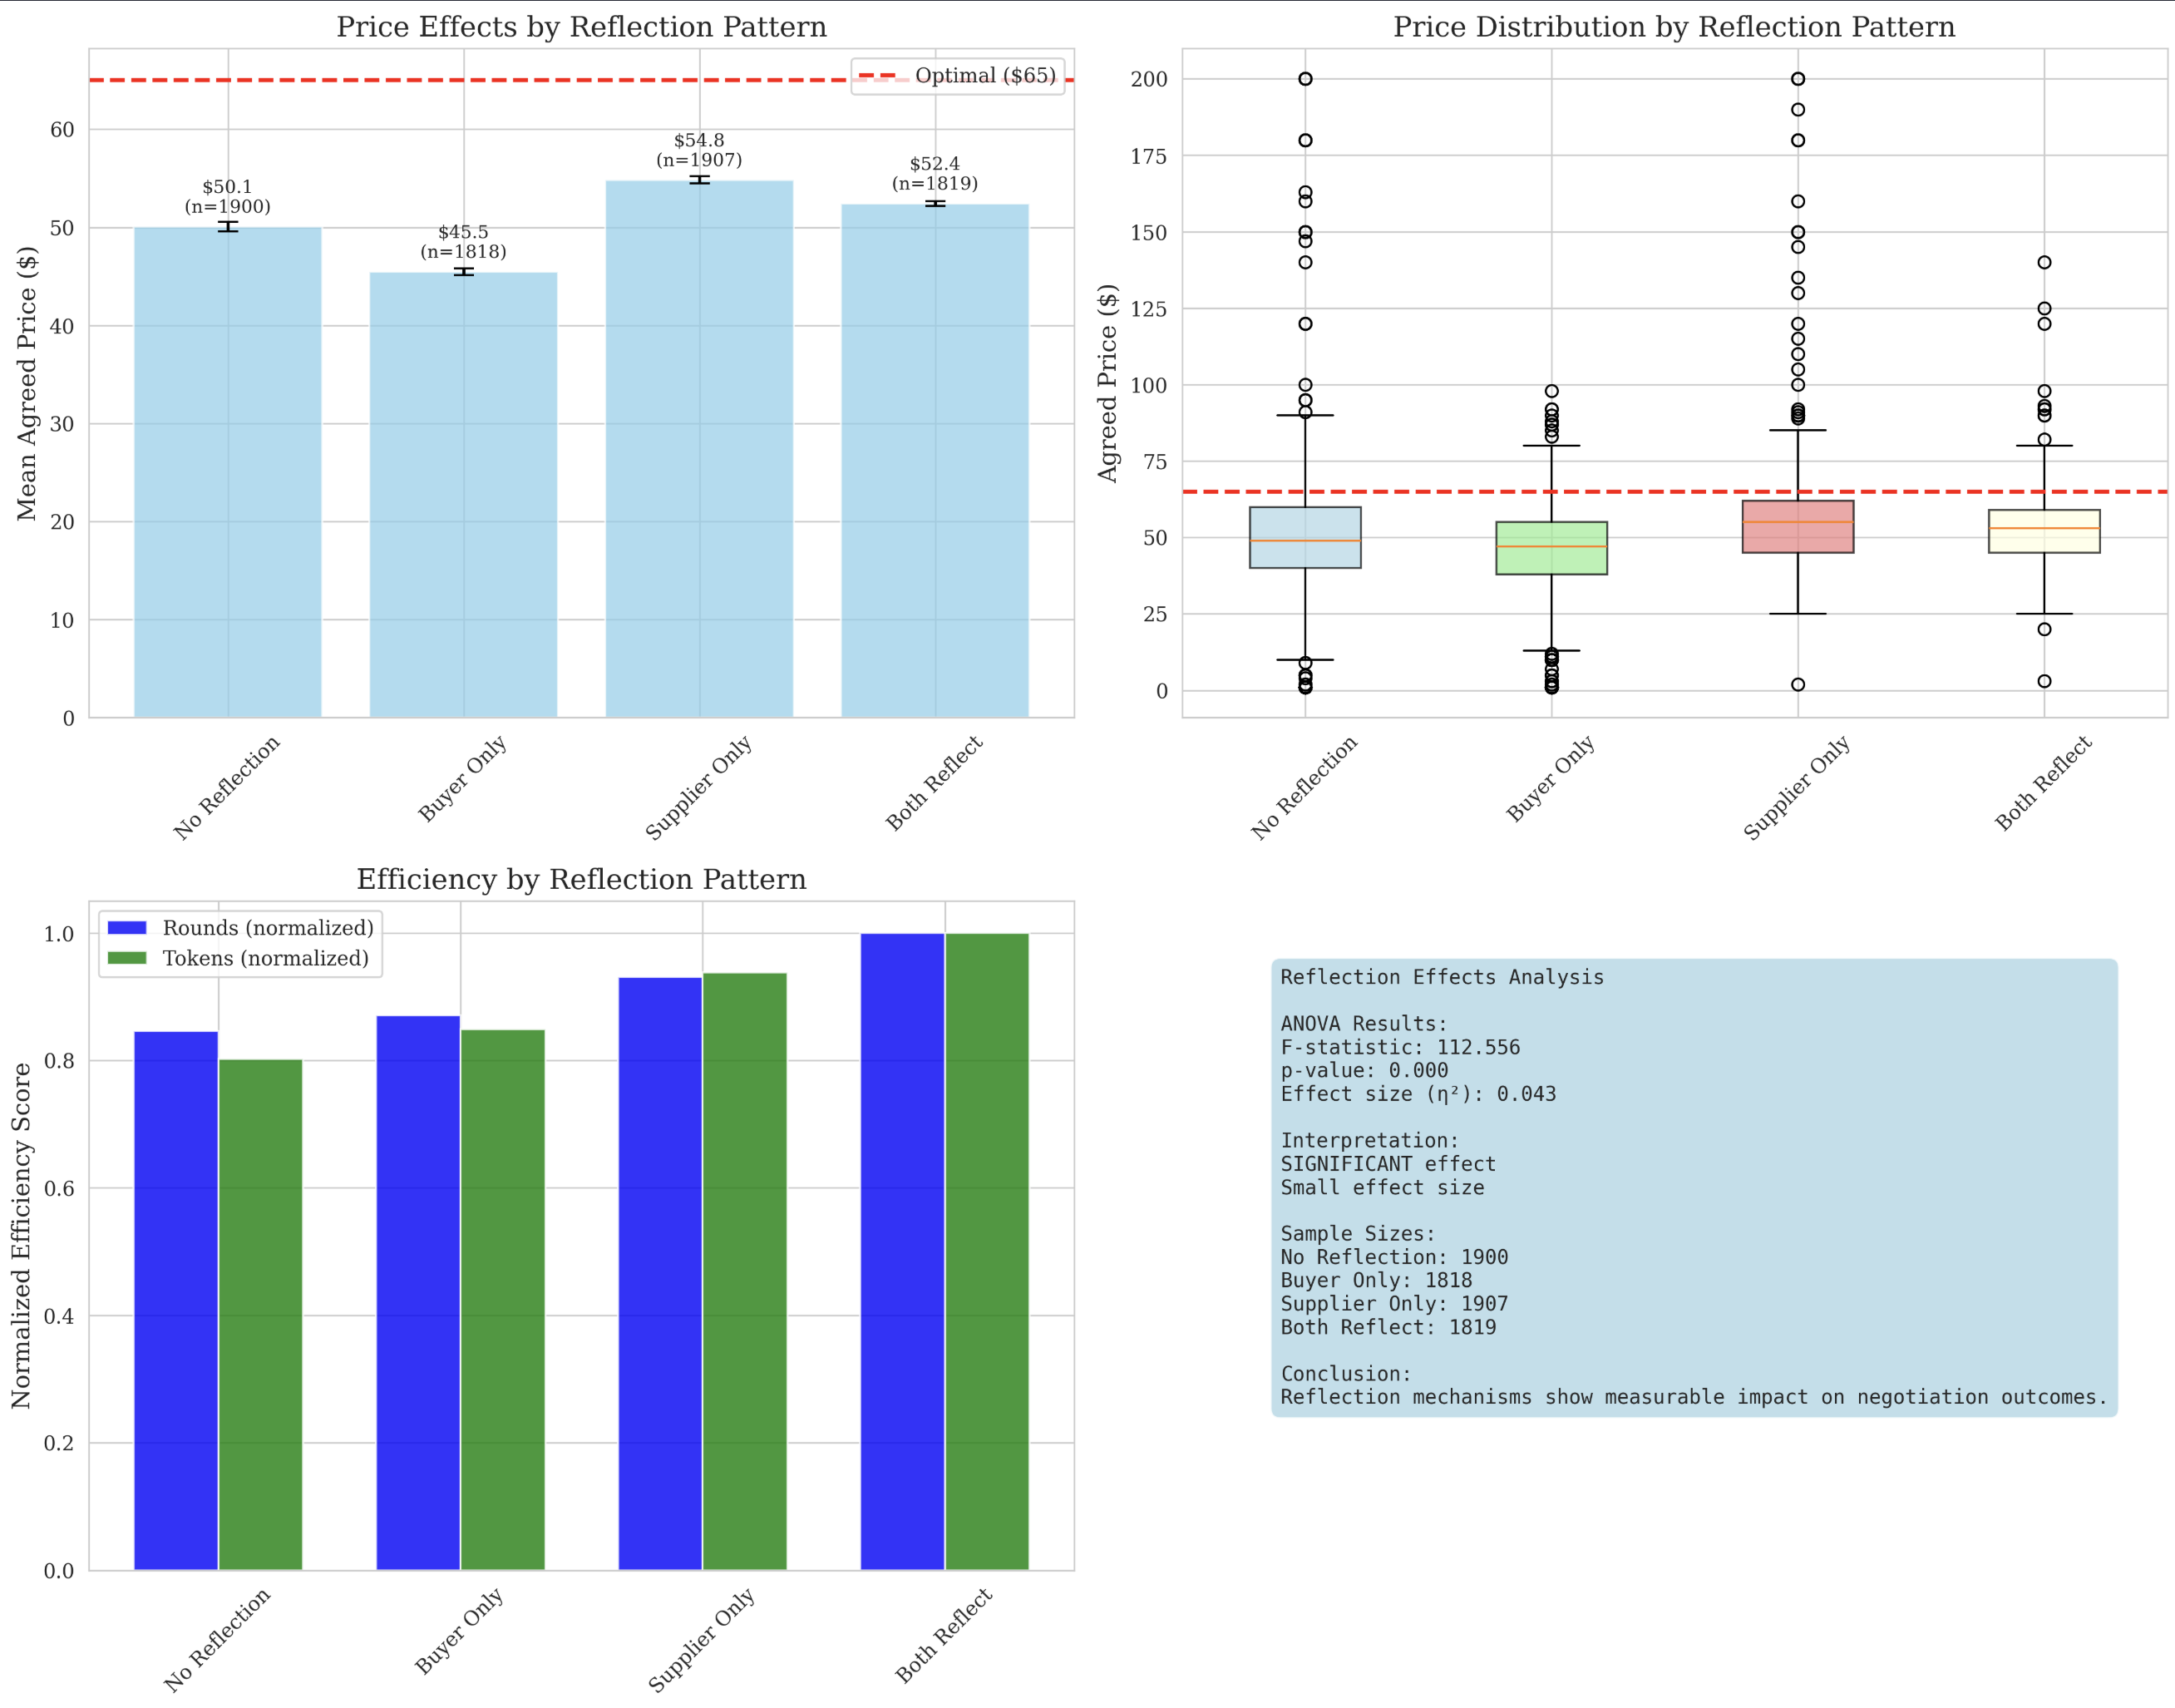 Price Effects by Reflection Pattern
Optimal ($65)
Mean Agreed Price ($)
60
50
40
30
20
10
0
$50.1
(n=1900)
$45.5
(n=1818)
$54.8
(n=1907)
$52.4
(n=1819)
No Reflection
Buyer Only
Supplier Only
Both Reflect
Price Distribution by Reflection Pattern
Agreed Price ($)
200
175
150
125
100
75
50
25
0
No Reflection
Buyer Only
Supplier Only
Both Reflect
Efficiency by Reflection Pattern
Rounds (normalized)
Tokens (normalized)
Normalized Efficiency Score
1.0
0.8
0.6
0.4
0.2
0.0
No Reflection
Buyer Only
Supplier Only
Both Reflect
Reflection Effects Analysis
ANOVA Results:
F-statistic: 112.556
p-value: 0.000
Effect size (η²): 0.043
Interpretation:
SIGNIFICANT effect
Small effect size
Sample Sizes:
No Reflection: 1900
Buyer Only: 1818
Supplier Only: 1907
Both Reflect: 1819
Conclusion:
Reflection mechanisms show measurable impact on negotiation outcomes.